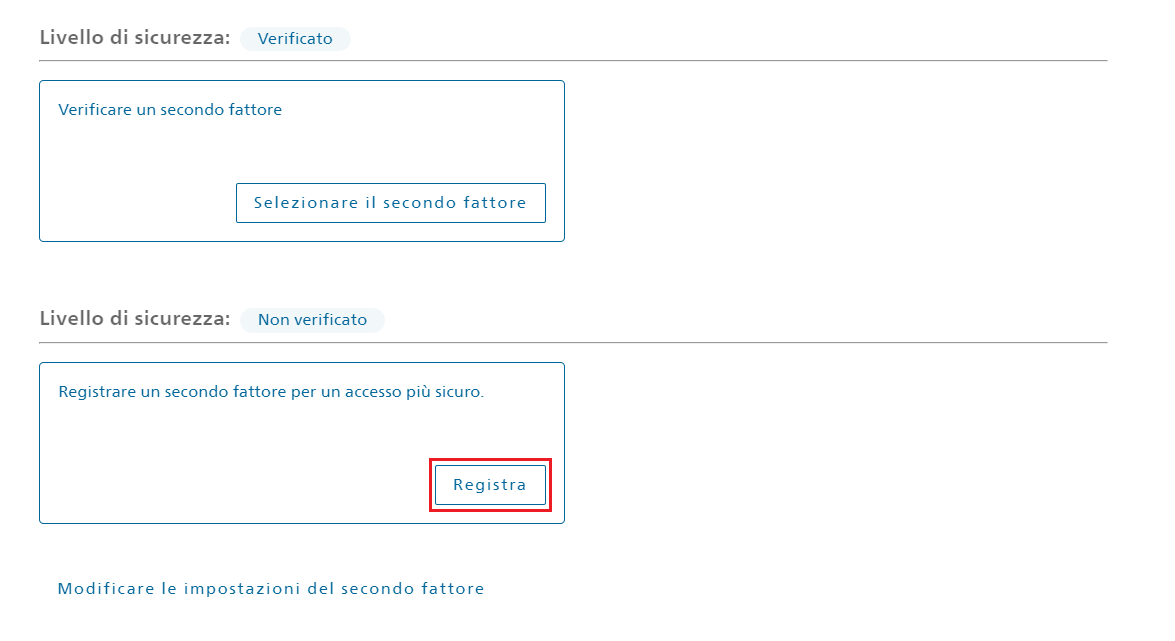 Livello di sicurezza: Verificato
Verificare un secondo fattore
Selezionare il secondo fattore
Livello di sicurezza: Non verificato
Registrare un secondo fattore per un accesso più sicuro.
Registra
Modificare le impostazioni del secondo fattore